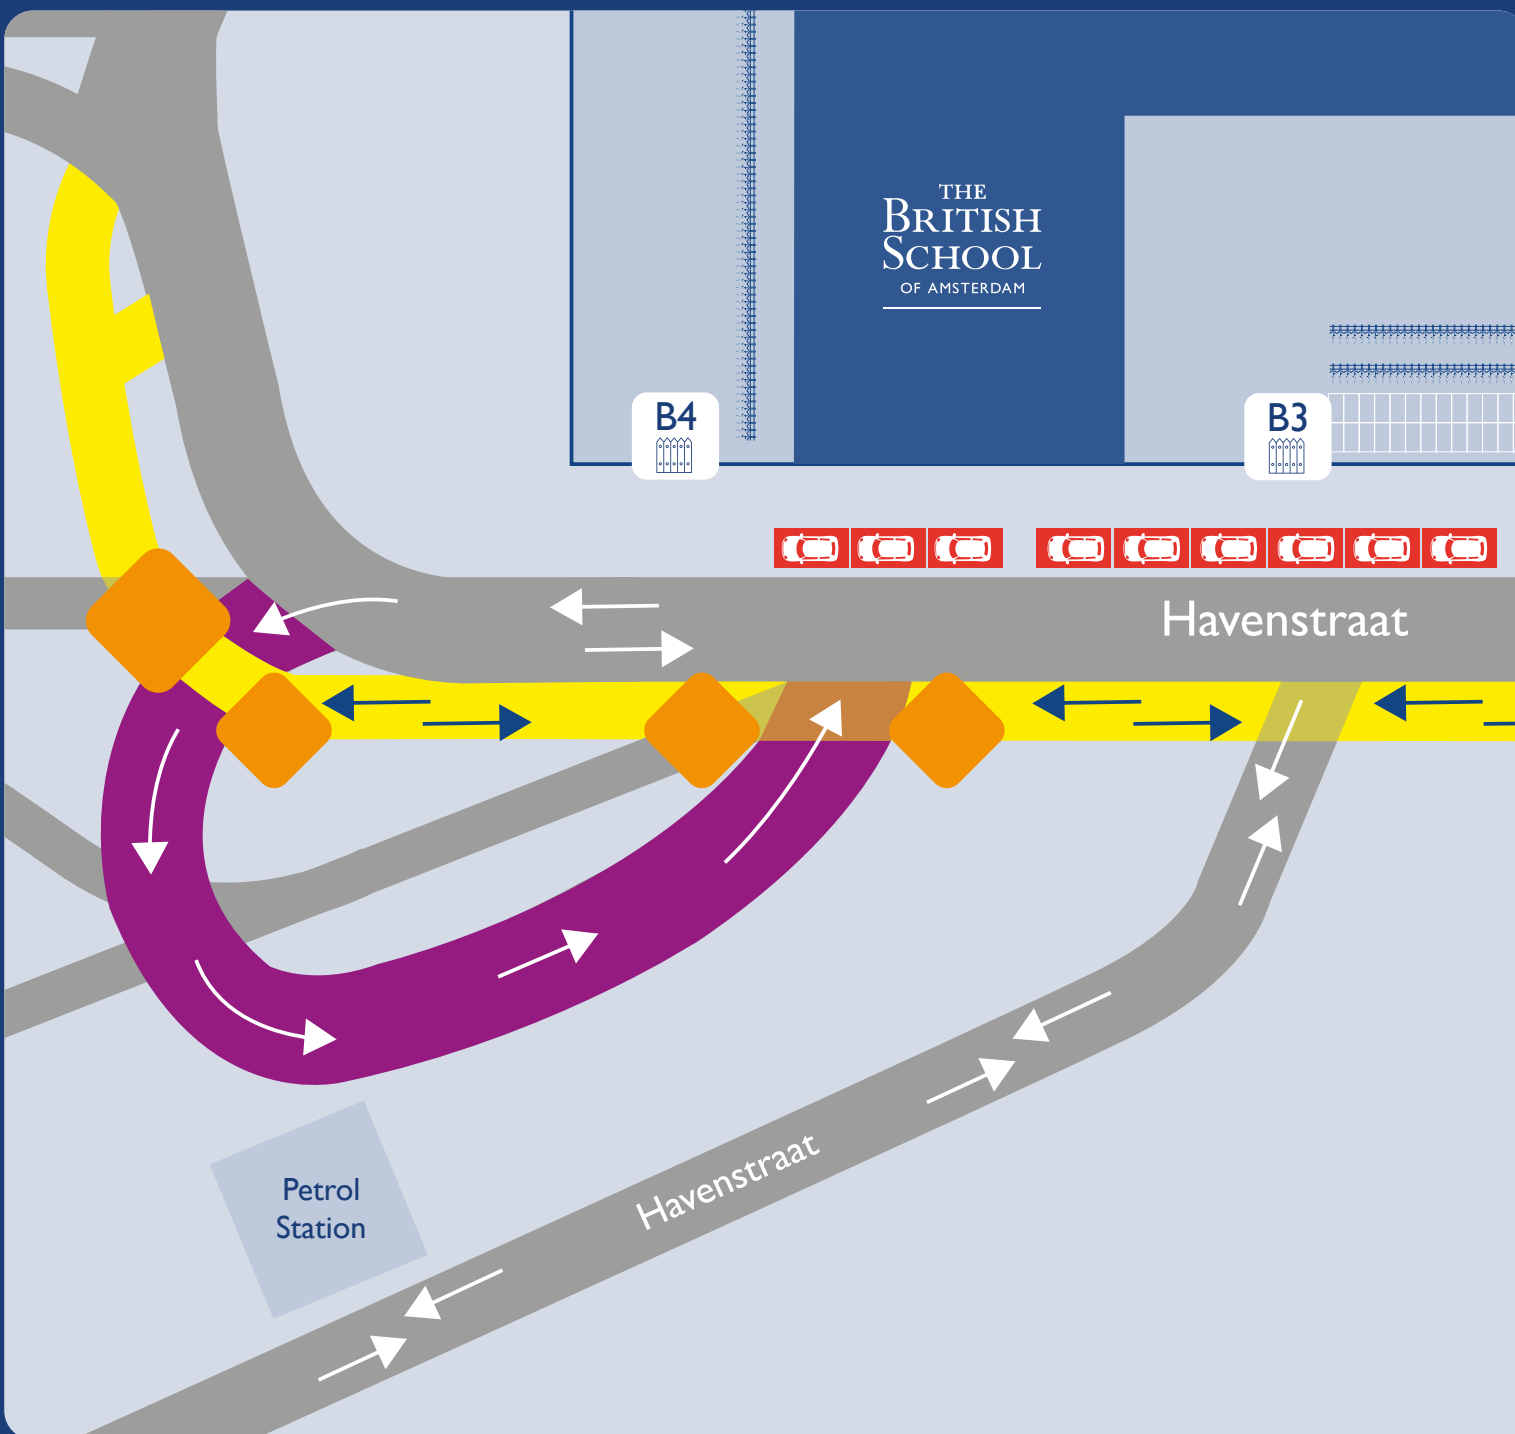 THE
BRITISH
SCHOOL
OF AMSTERDAM
B4
B3
Havenstraat
Havenstraat
Petrol
Station